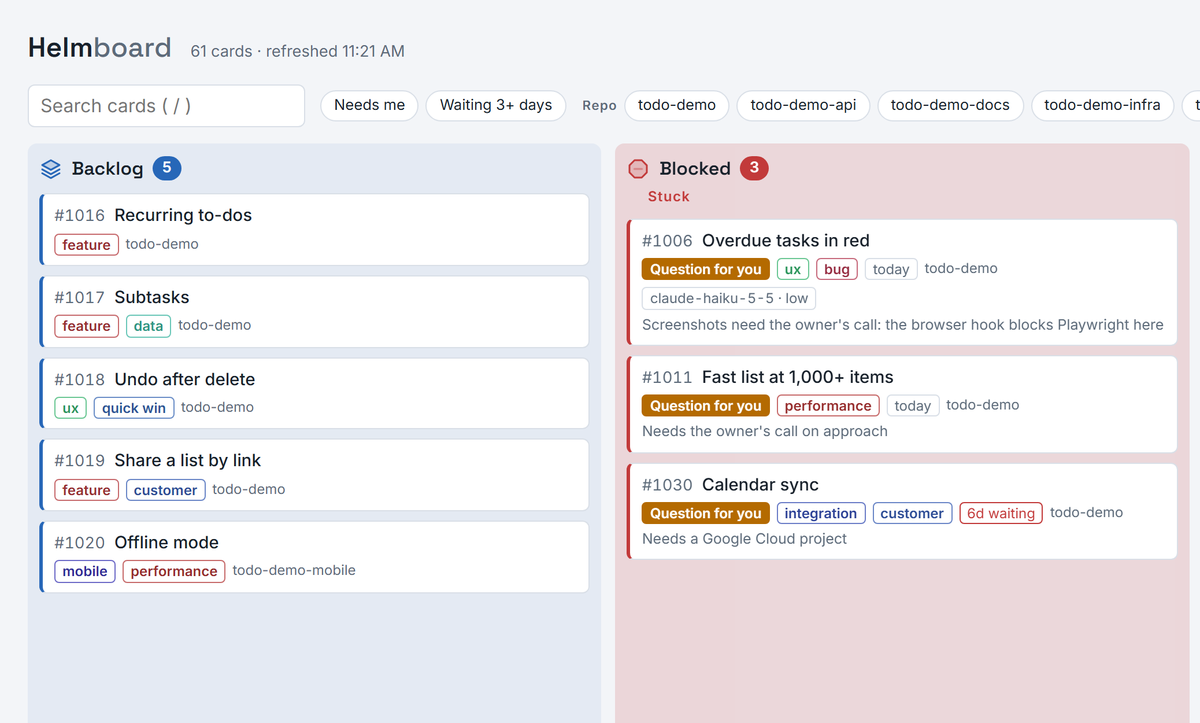 Helmboard 61 cards · refreshed 11:21 AM
Search cards ( / ) Needs me Waiting 3+ days Repo todo-demo todo-demo-api todo-demo-docs todo-demo-infra
Backlog 5
#1016 Recurring to-dos
feature todo-demo
#1017 Subtasks
feature data todo-demo
#1018 Undo after delete
ux quick win todo-demo
#1019 Share a list by link
feature customer todo-demo
#1020 Offline mode
mobile performance todo-demo-mobile
Blocked 3
Stuck
#1006 Overdue tasks in red
Question for you ux bug today todo-demo
claude-haiku-5-5 · low
Screenshots need the owner's call: the browser hook blocks Playwright here
#1011 Fast list at 1,000+ items
Question for you performance today todo-demo
Needs the owner's call on approach
#1030 Calendar sync
Question for you integration customer 6d waiting todo-demo
Needs a Google Cloud project